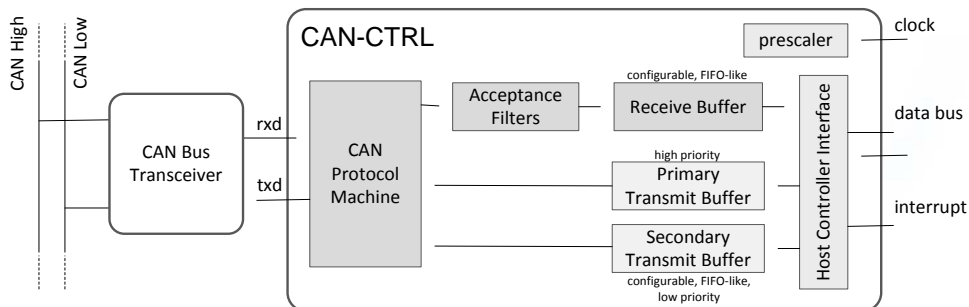 CAN High
CAN Low
CAN-CTRL
prescaler
clock
CAN Bus
Transceiver
rxd
txd
CAN
Protocol
Machine
Acceptance
Filters
configurable, FIFO-like
Receive Buffer
high priority
Primary
Transmit Buffer
Secondary
Transmit Buffer
configurable, FIFO-like,
low priority
Host Controller Interface
data bus
interrupt